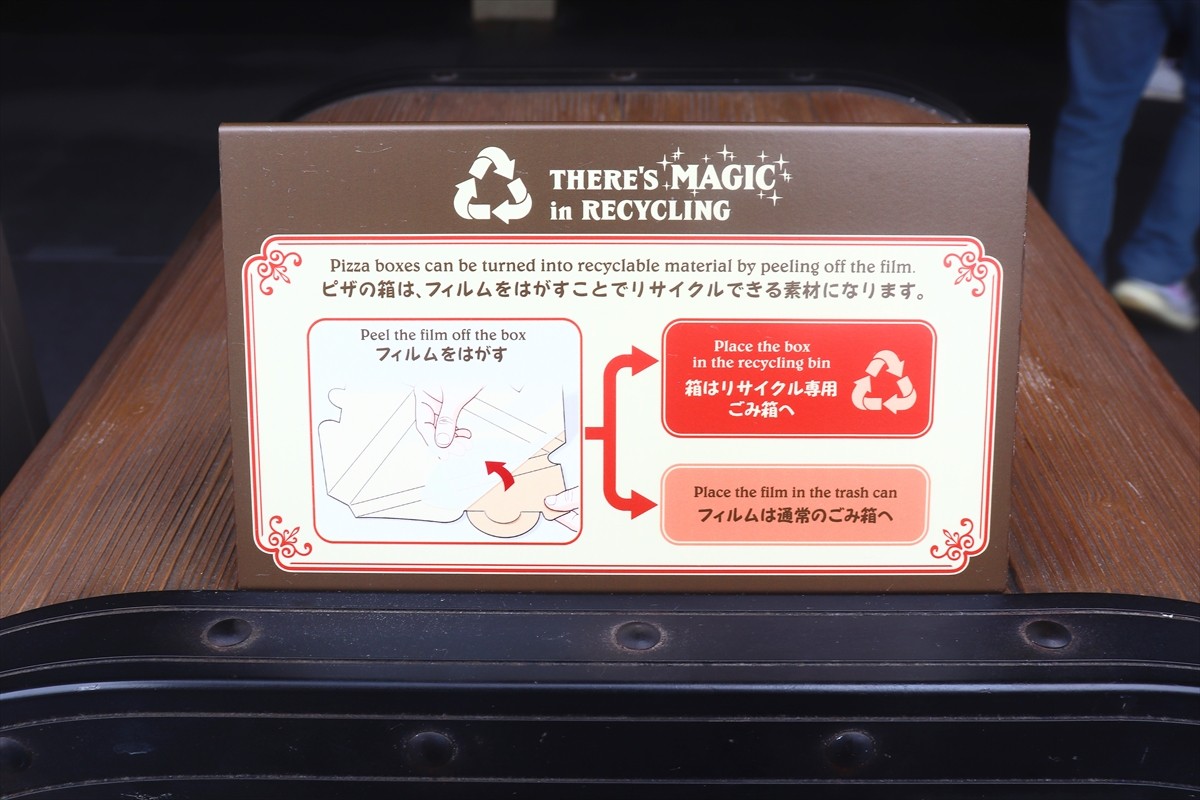 THERE'S MAGIC
in RECYCLING
Pizza boxes can be turned into recyclable material by peeling off the film.
ピザの箱は、フィルムをはがすことでリサイクルできる素材になります。
Peel the film off the box
フィルムをはがす
Place the box
in the recycling bin
箱はリサイクル専用
ごみ箱へ
Place the film in the trash can
フィルムは通常のごみ箱へ